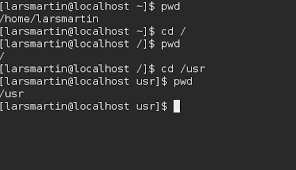 [larsmartin@localhost ~]$ pwd
/home/larsmartin
[larsmartin@localhost ~]$ cd /
[larsmartin@localhost /]$ pwd
/
[larsmartin@localhost /]$ cd /usr
[larsmartin@localhost usr]$ pwd
/usr
[larsmartin@localhost usr]$